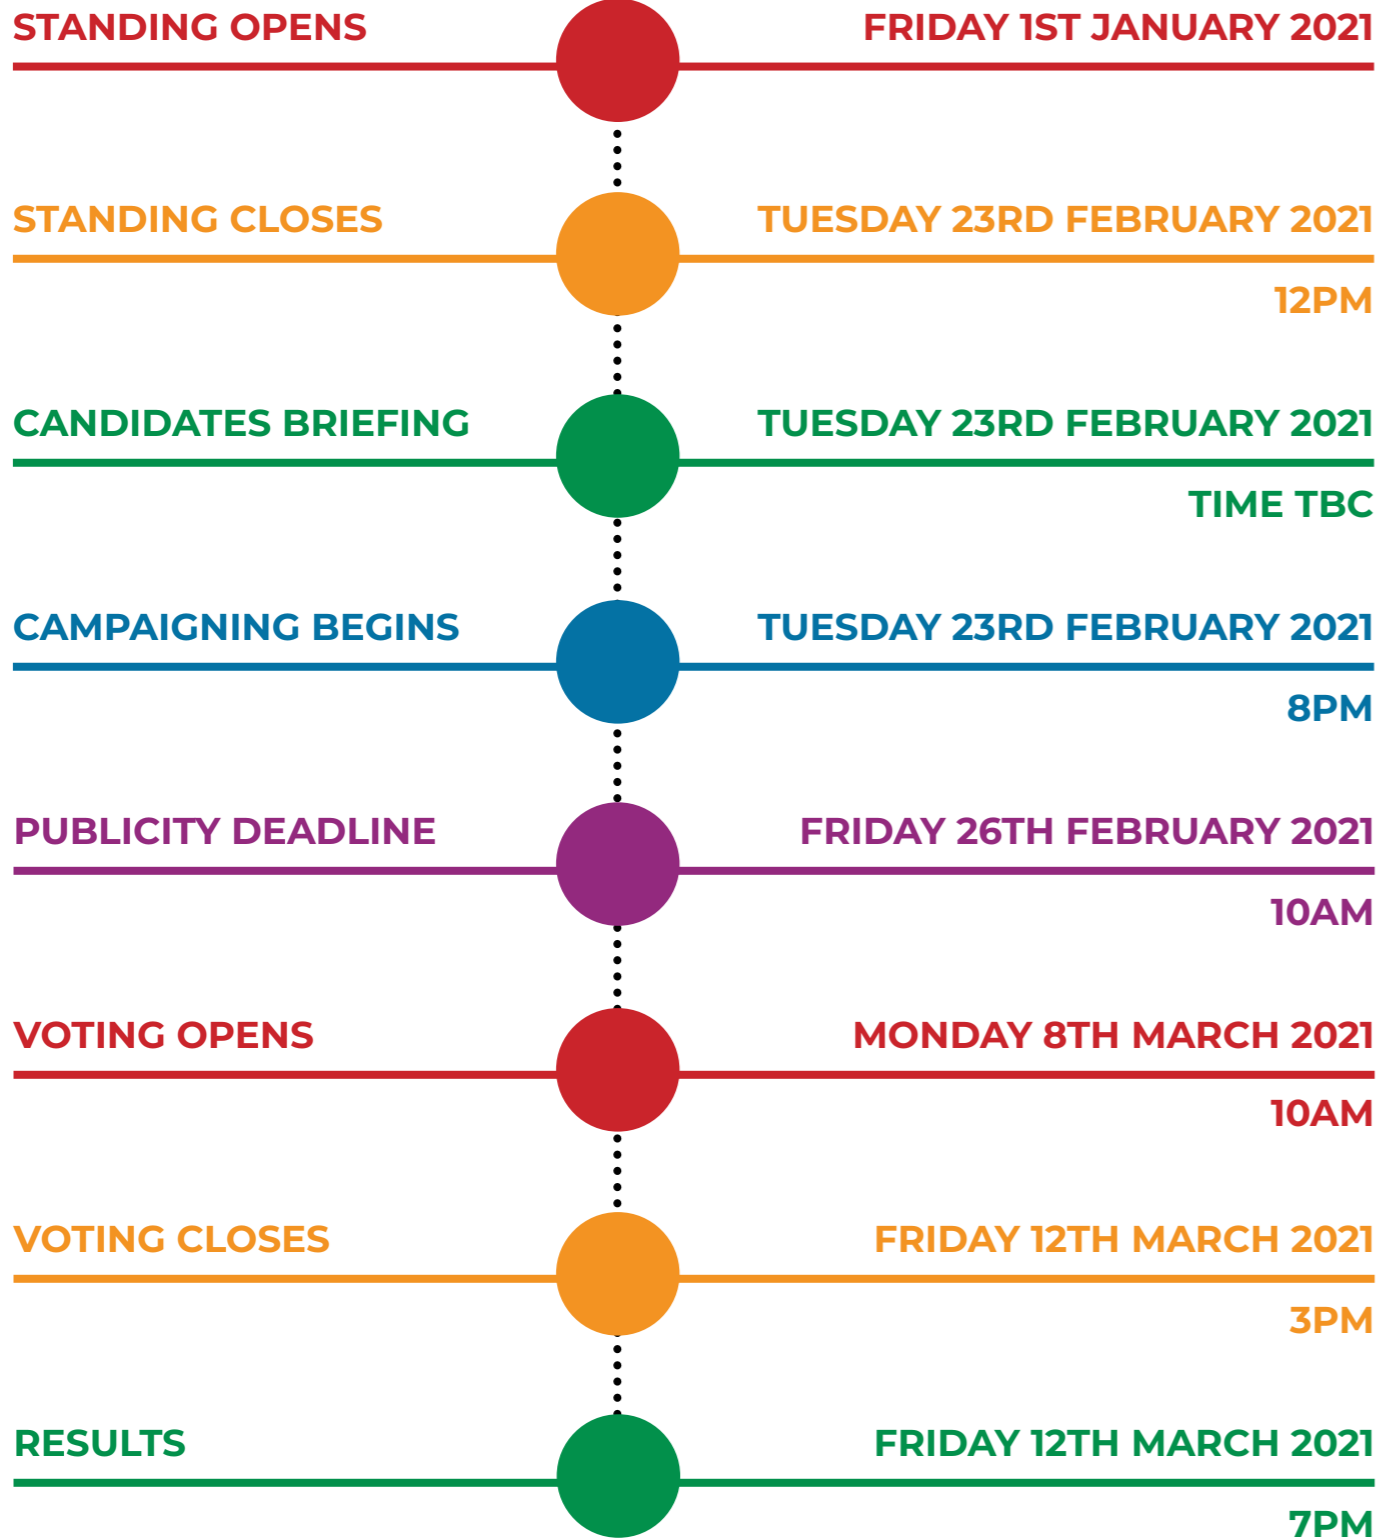 STANDING OPENS
FRIDAY 1ST JANUARY 2021
STANDING CLOSES
TUESDAY 23RD FEBRUARY 2021
12PM
CANDIDATES BRIEFING
TUESDAY 23RD FEBRUARY 2021
TIME TBC
CAMPAIGNING BEGINS
TUESDAY 23RD FEBRUARY 2021
8PM
PUBLICITY DEADLINE
FRIDAY 26TH FEBRUARY 2021
10AM
VOTING OPENS
MONDAY 8TH MARCH 2021
10AM
VOTING CLOSES
FRIDAY 12TH MARCH 2021
3PM
RESULTS
FRIDAY 12TH MARCH 2021
7PM